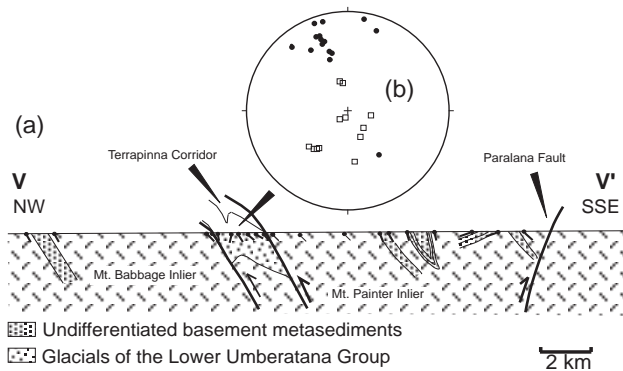 (a)
(b)
Terrapinna Corridor
Paralana Fault
V
NW
V'
SSE
Mt. Babbage Inlier
Mt. Painter Inlier
Undifferentiated basement metasediments
Glacials of the Lower Umberatana Group
2 km